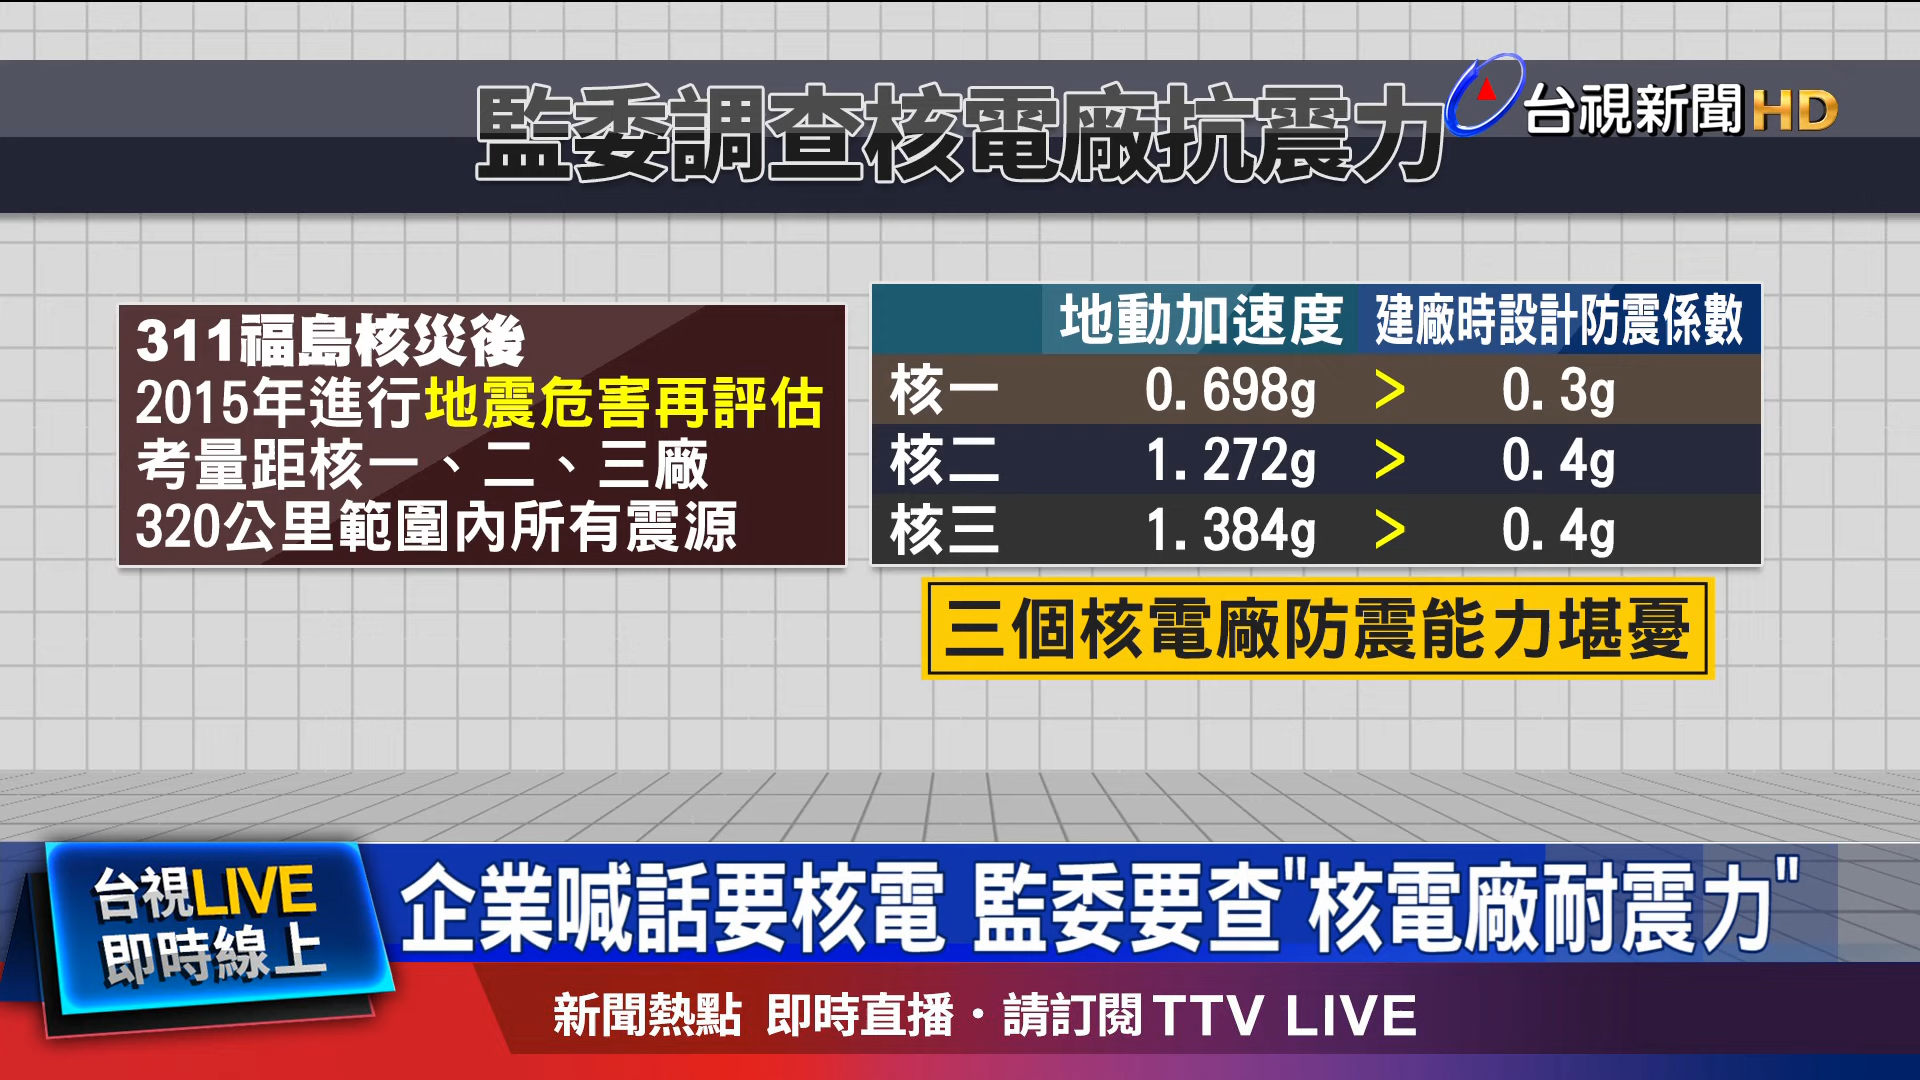 監委調查核電廠抗震力
台視新聞HD
311福島核災後
2015年進行地震危害再評估
考量距核一、二、三廠
320公里範圍內所有震源
地動加速度 建廠時設計防震係數
核一 0.698g > 0.3g
核二 1.272g > 0.4g
核三 1.384g > 0.4g
三個核電廠防震能力堪憂
台視LIVE
即時線上
企業喊話要核電 監委要查"核電廠耐震力"
新聞熱點 即時直播・請訂閱TTV LIVE